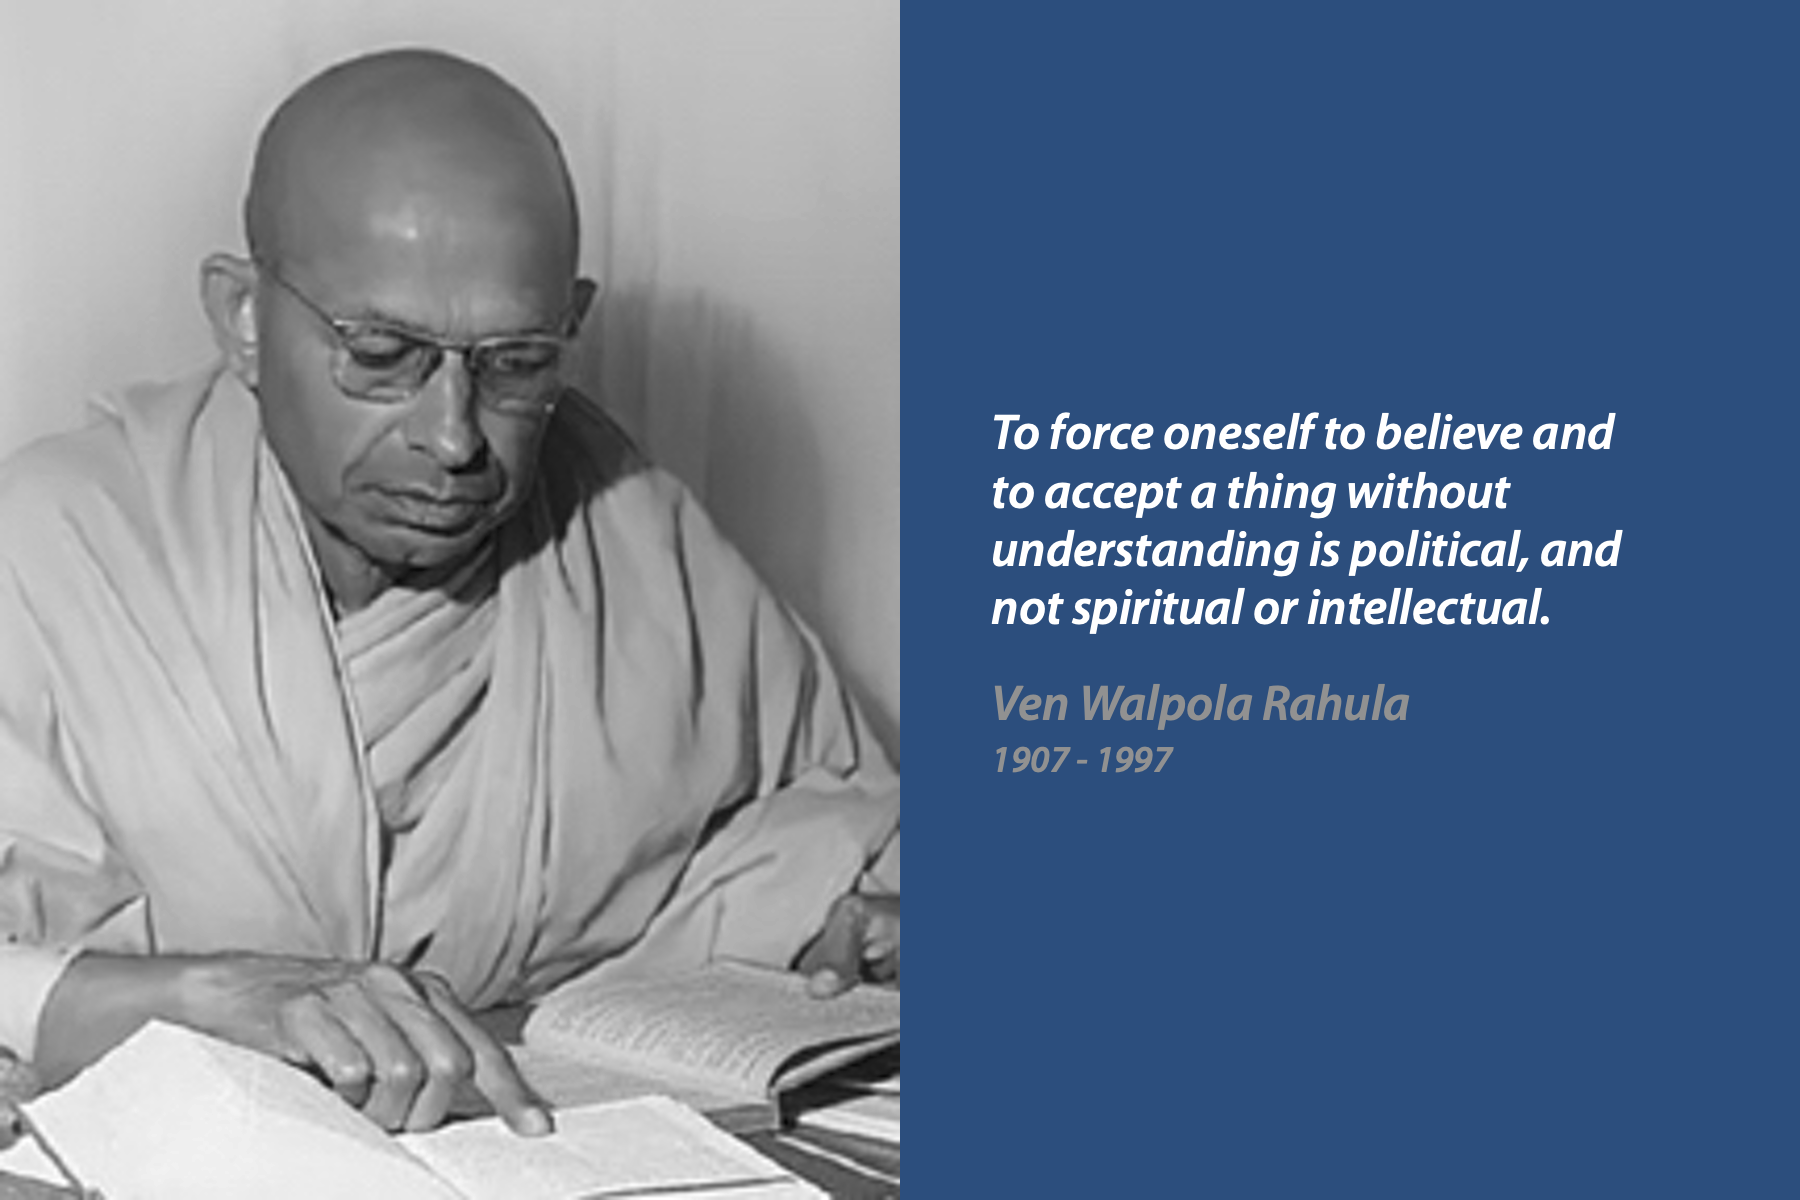 To force oneself to believe and
to accept a thing without
understanding is political, and
not spiritual or intellectual.
Ven Walpola Rahula
1907 - 1997